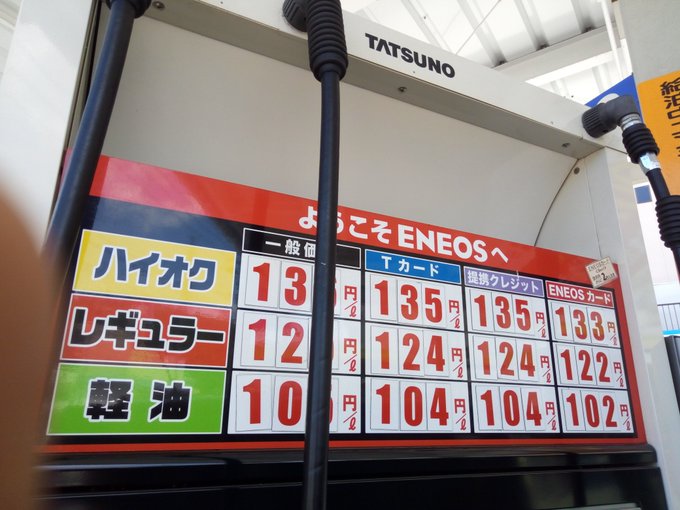 TATSUNO
ようこそENEOSへ
一般価
Tカード
提携クレジット
ENEOSカード
ハイオク
135円/ℓ
135円/ℓ
133円/ℓ
レギュラー
124円/ℓ
124円/ℓ
122円/ℓ
軽油
104円/ℓ
104円/ℓ
102円/ℓ